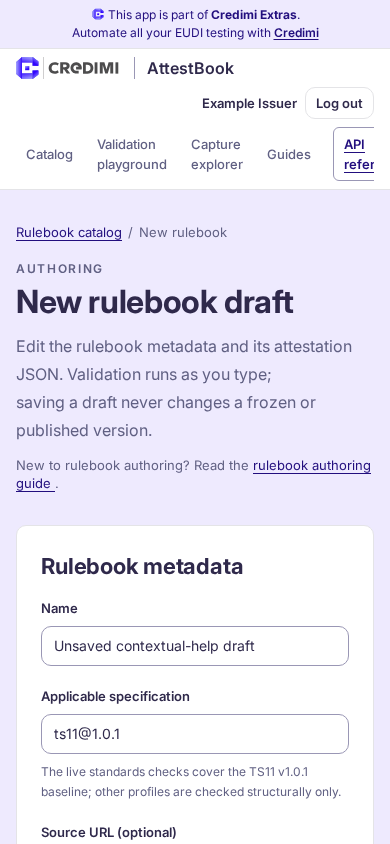 This app is part of Credimi Extras.
Automate all your EUDI testing with Credimi
CREDIMI AttestBook
Example Issuer Log out
Catalog Validation playground Capture explorer Guides API refer
Rulebook catalog / New rulebook
AUTHORING
New rulebook draft
Edit the rulebook metadata and its attestation
JSON. Validation runs as you type;
saving a draft never changes a frozen or
published version.
New to rulebook authoring? Read the rulebook authoring
guide .
Rulebook metadata
Name
Unsaved contextual-help draft
Applicable specification
ts11@1.0.1
The live standards checks cover the TS11 v1.0.1
baseline; other profiles are checked structurally only.
Source URL (optional)